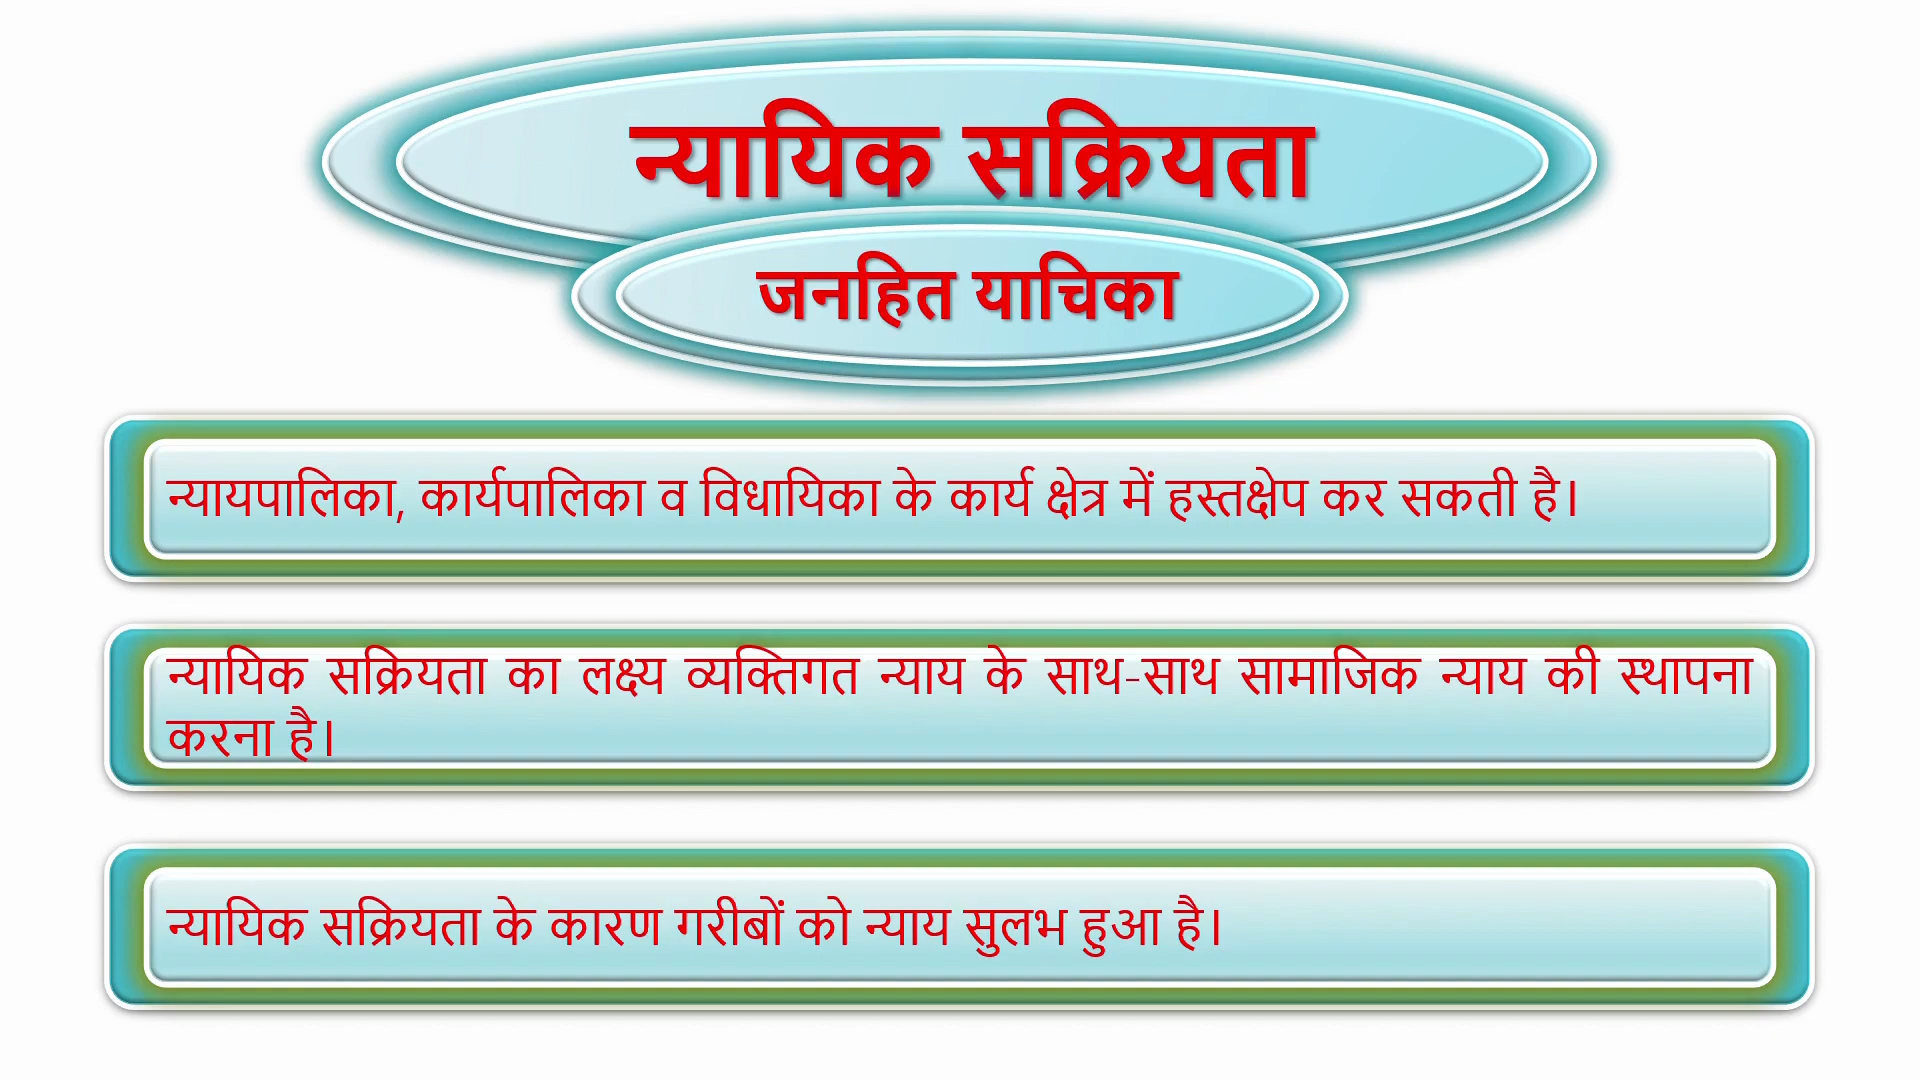 न्यायिक सक्रियता
जनहित याचिका
न्यायपालिका, कार्यपालिका व विधायिका के कार्य क्षेत्र में हस्तक्षेप कर सकती है।
न्यायिक सक्रियता का लक्ष्य व्यक्तिगत न्याय के साथ-साथ सामाजिक न्याय की स्थापना
करना है।
न्यायिक सक्रियता के कारण गरीबों को न्याय सुलभ हुआ है।